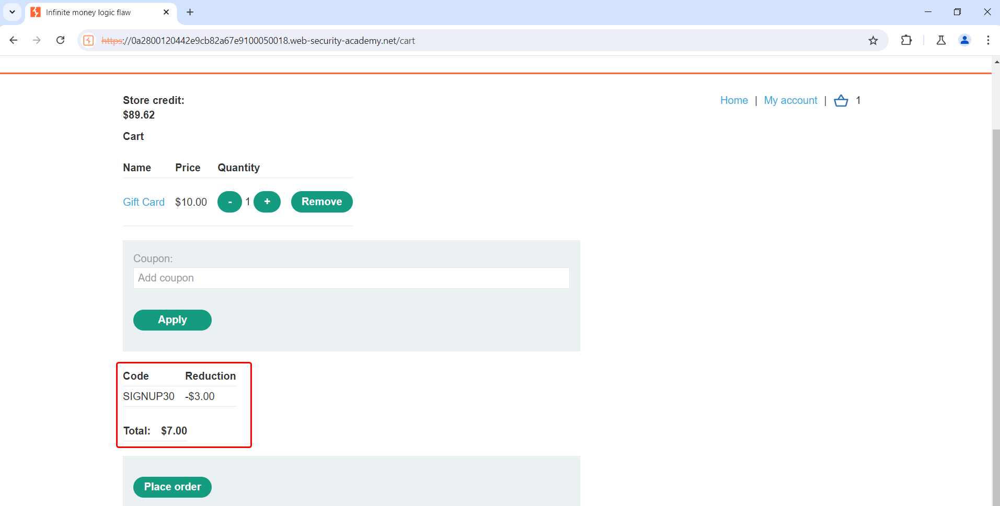 Infinite money logic flaw
https://0a2800120442e9cb82a67e9100050018.web-security-academy.net/cart
Store credit:
$89.62
Home | My account | 1
Cart
Name Price Quantity
Gift Card $10.00 - 1 + Remove
Coupon:
Add coupon
Apply
Code Reduction
SIGNUP30 -$3.00
Total: $7.00
Place order